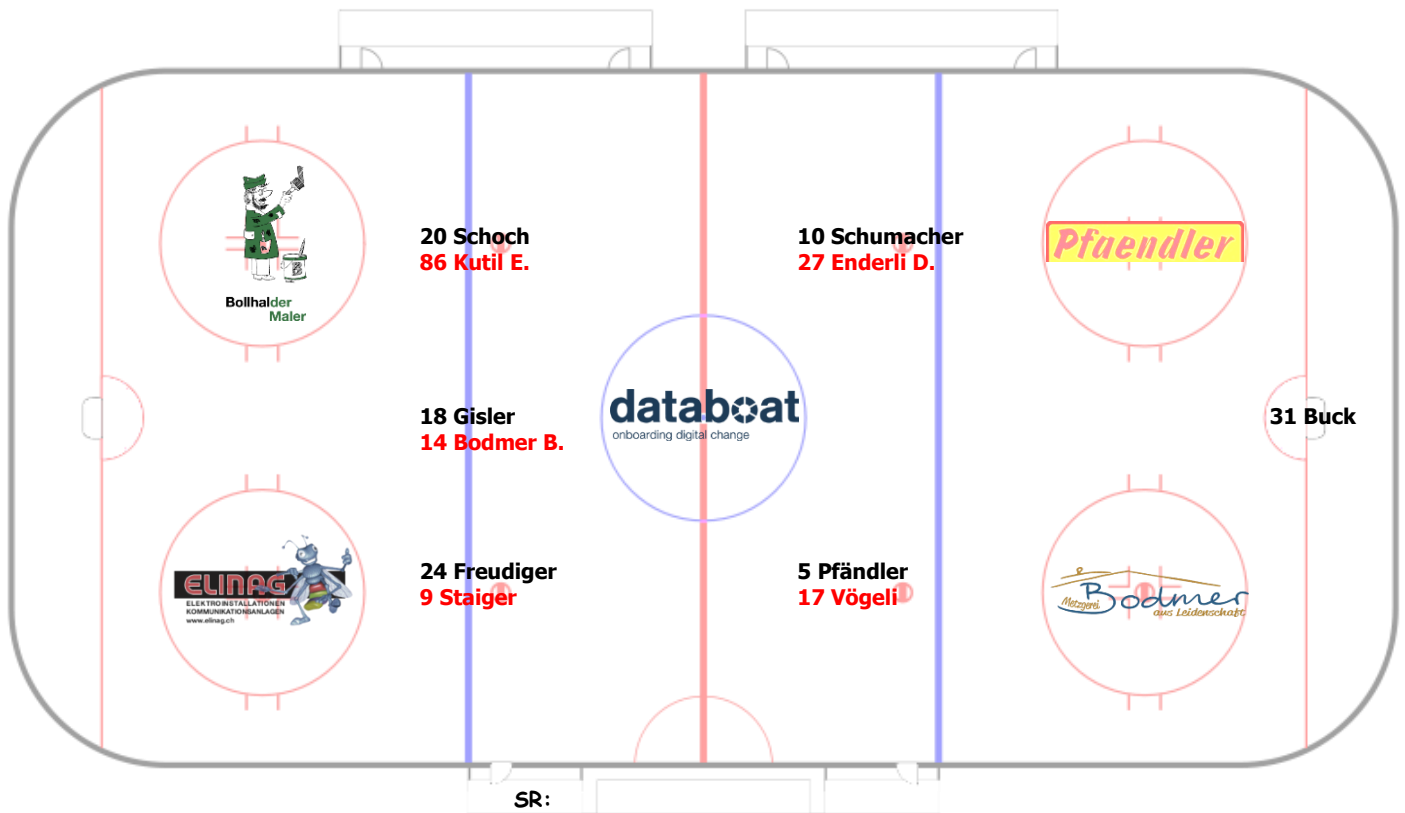 20 Schoch
86 Kutil E.
10 Schumacher
27 Enderli D.
Pfaendler
Bollhalder
Maler
18 Gisler
14 Bodmer B.
databoat
onboarding digital change
31 Buck
24 Freudiger
9 Staiger
5 Pfändler
17 Vögeli
ELINAG
ELEKTROINSTALLATIONEN
KOMMUNIKATIONSANLAGEN
www.elinag.ch
Metzgerei
Bodmer
aus Leidenschaft
SR: